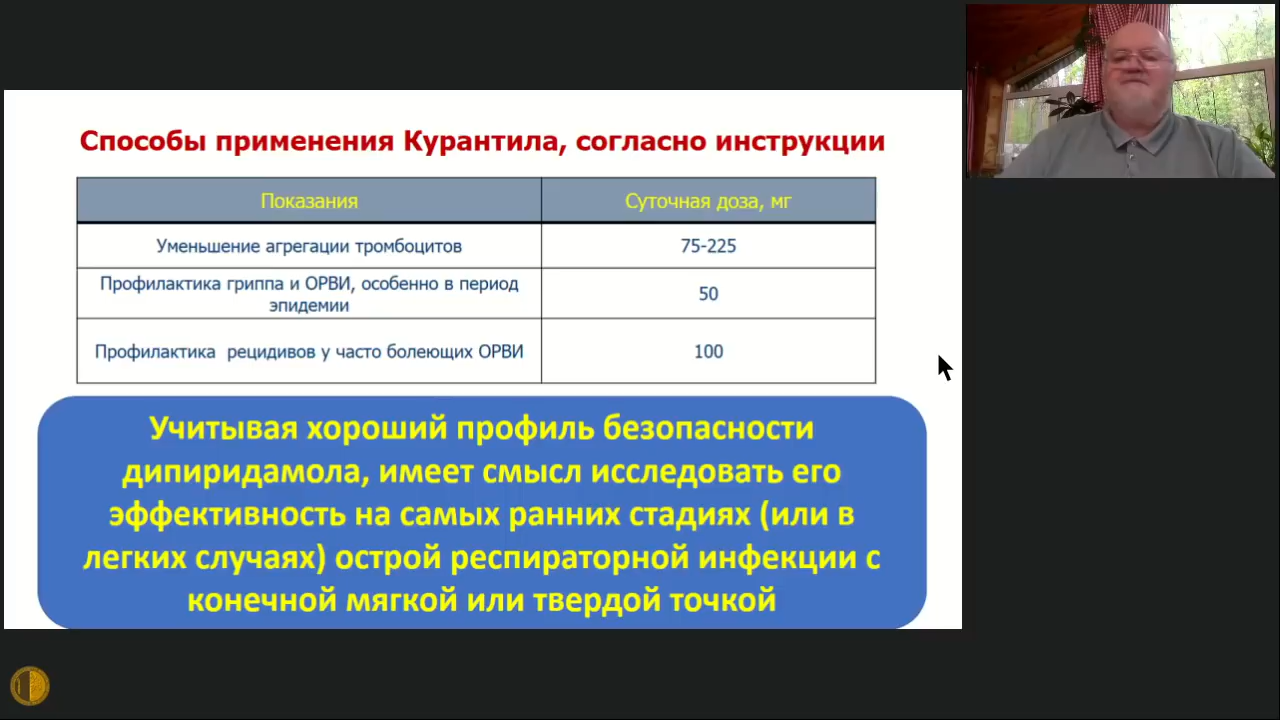 Способы применения Курантила, согласно инструкции
Показания
Суточная доза, мг
Уменьшение агрегации тромбоцитов
75-225
Профилактика гриппа и ОРВИ, особенно в период
эпидемии
50
Профилактика рецидивов у часто болеющих ОРВИ
100
Учитывая хороший профиль безопасности
дипиридамола, имеет смысл исследовать его
эффективность на самых ранних стадиях (или в
легких случаях) острой респираторной инфекции с
конечной мягкой или твердой точкой